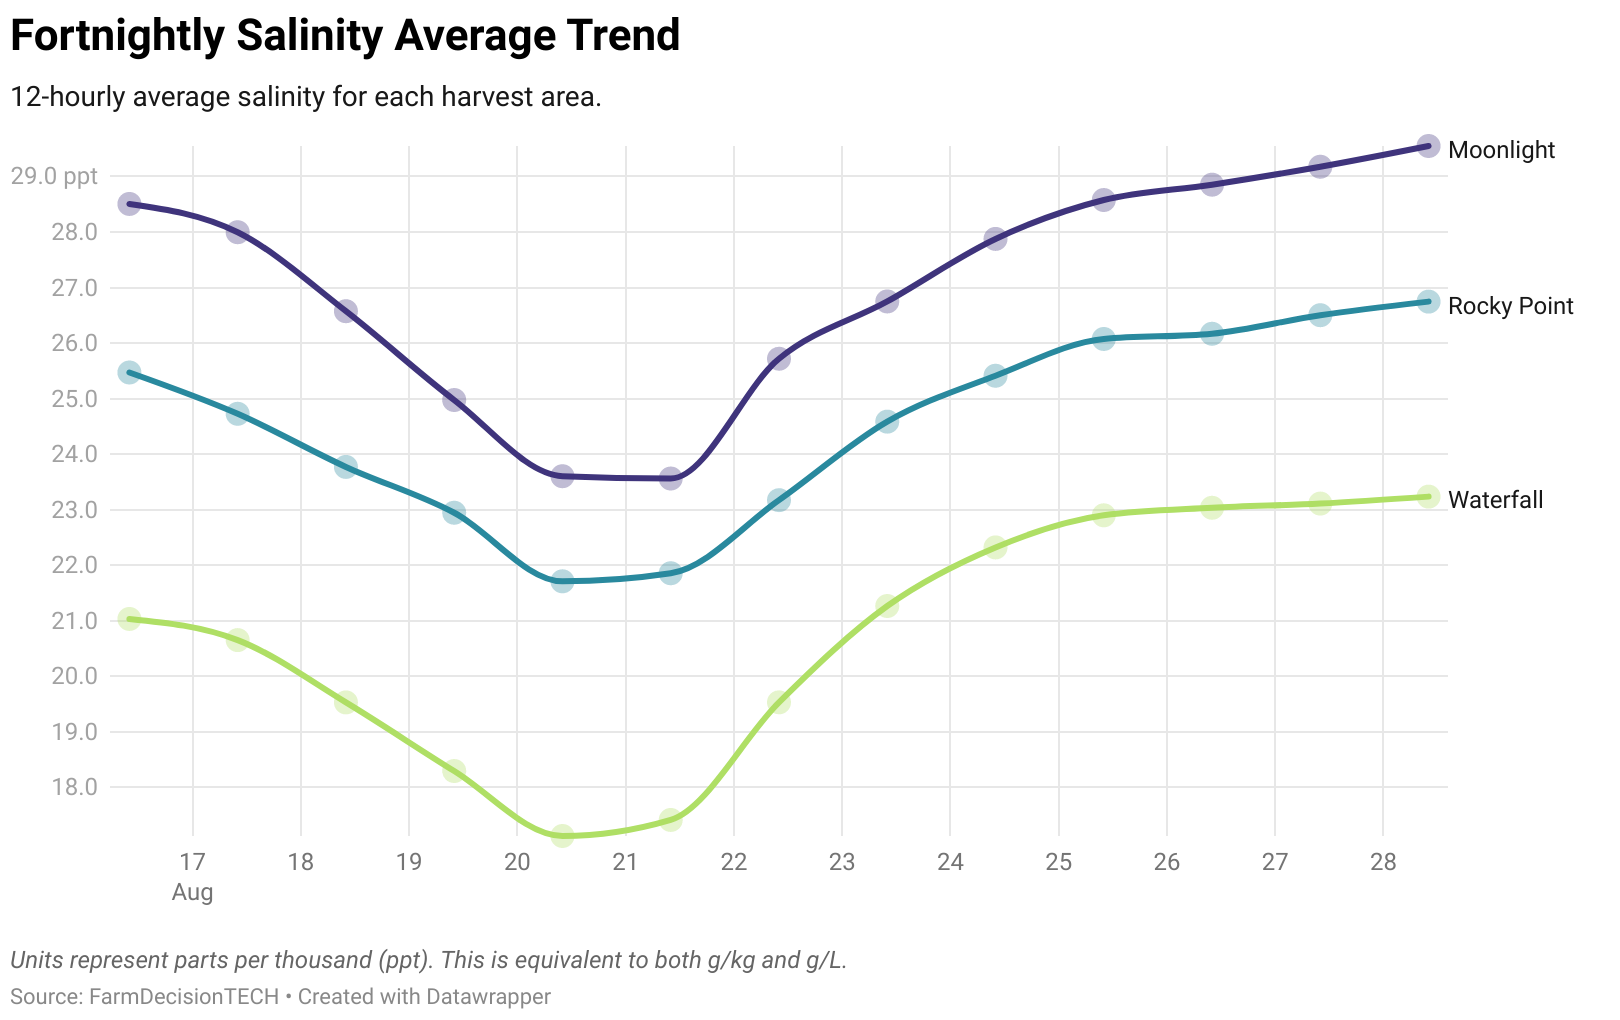 Fortnightly Salinity Average Trend
12-hourly average salinity for each harvest area.
Moonlight
29.0 ppt
28.0
27.0
Rocky Point
26.0
25.0
24.0
23.0
Waterfall
22.0
21.0
20.0
19.0
18.0
17 18 19 20 21 22 23 24 25 26 27 28
Aug
Units represent parts per thousand (ppt). This is equivalent to both g/kg and g/L.
Source: FarmDecisionTECH • Created with Datawrapper